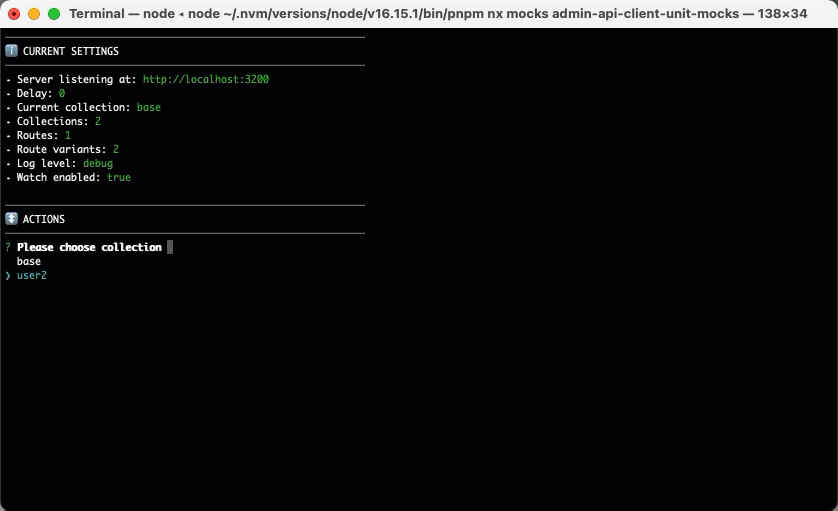 Terminal — node ◂ node ~/.nvm/versions/node/v16.15.1/bin/pnpm nx mocks admin-api-client-unit-mocks — 138×34
ℹ️ CURRENT SETTINGS
- Server listening at: http://localhost:3200
- Delay: 0
- Current collection: base
- Collections: 2
- Routes: 1
- Route variants: 2
- Log level: debug
- Watch enabled: true
↕️ ACTIONS
? Please choose collection
base
❯ user2